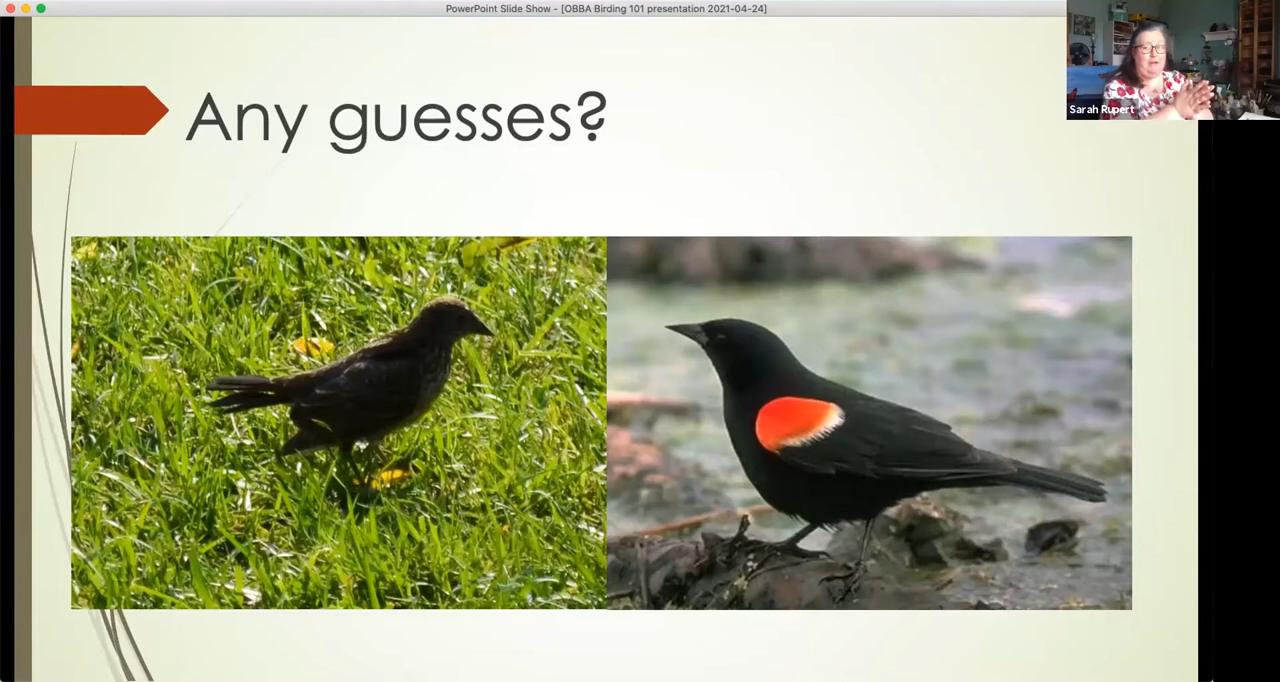 PowerPoint Slide Show - [OBBA Birding 101 presentation 2021-04-24]
Sarah Rupert
Any guesses?